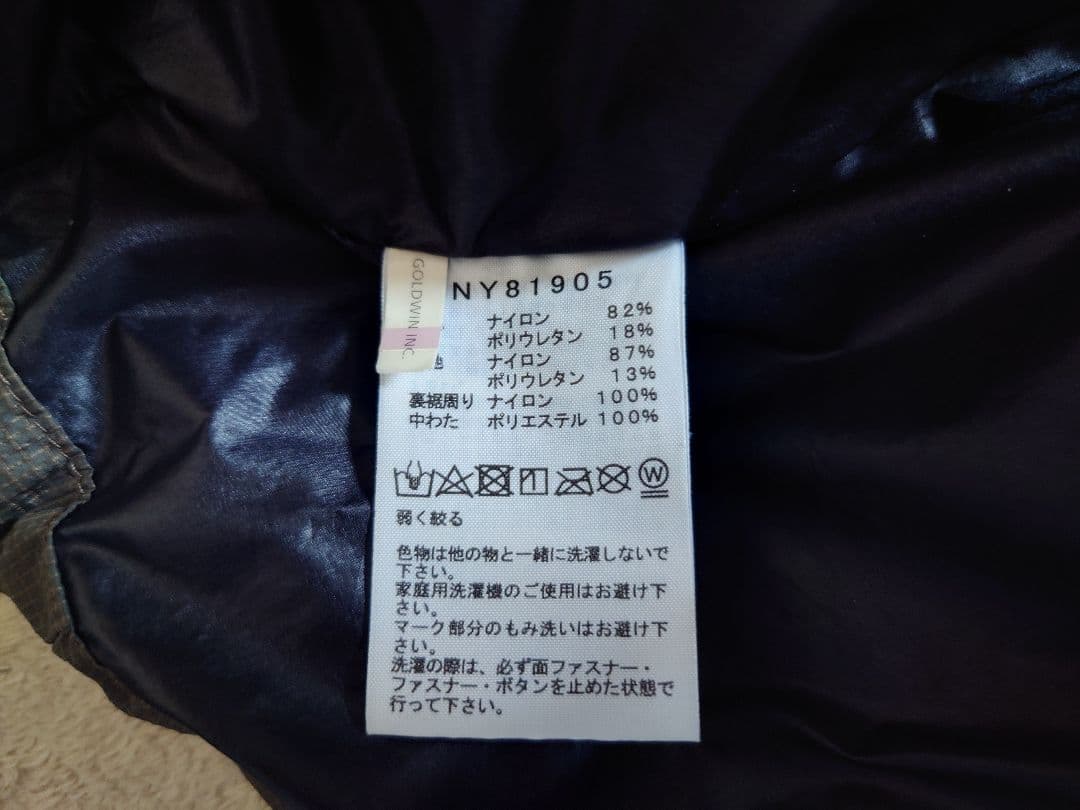 GOLDWIN INC.
NY81905
ナイロン 82%
ポリウレタン 18%
ナイロン 87%
ポリウレタン 13%
裏裾周り ナイロン 100%
中わた ポリエステル 100%
W
弱く絞る
色物は他の物と一緒に洗濯しないで
下さい。
家庭用洗濯機のご使用はお避け下
さい。
マーク部分のもみ洗いはお避け下
さい。
洗濯の際は、必ず面ファスナー・
ファスナー・ボタンを止めた状態で
行って下さい。